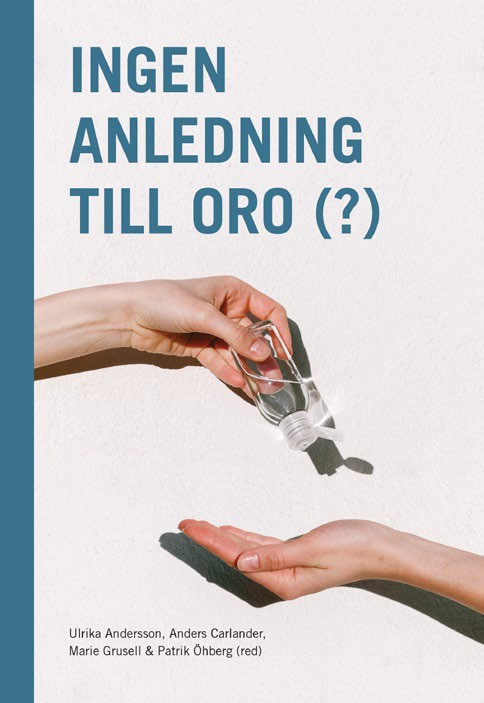 INGEN
ANLEDNING
TILL ORO (?)
Ulrika Andersson, Anders Carlander,
Marie Grusell & Patrik Öhberg (red)